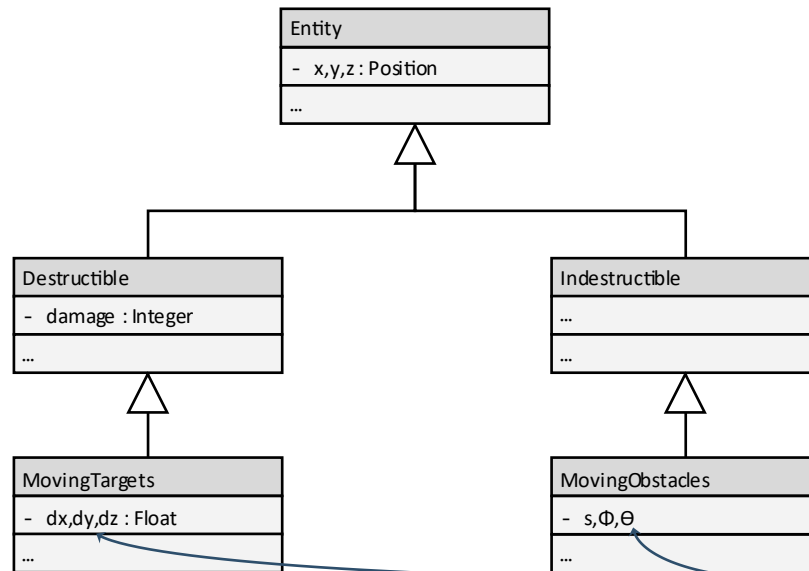 Entity
- x,y,z : Position
...
Destructible
- damage : Integer
...
Indestructible
...
...
MovingTargets
- dx,dy,dz : Float
...
MovingObstacles
- s,Φ,Θ
...